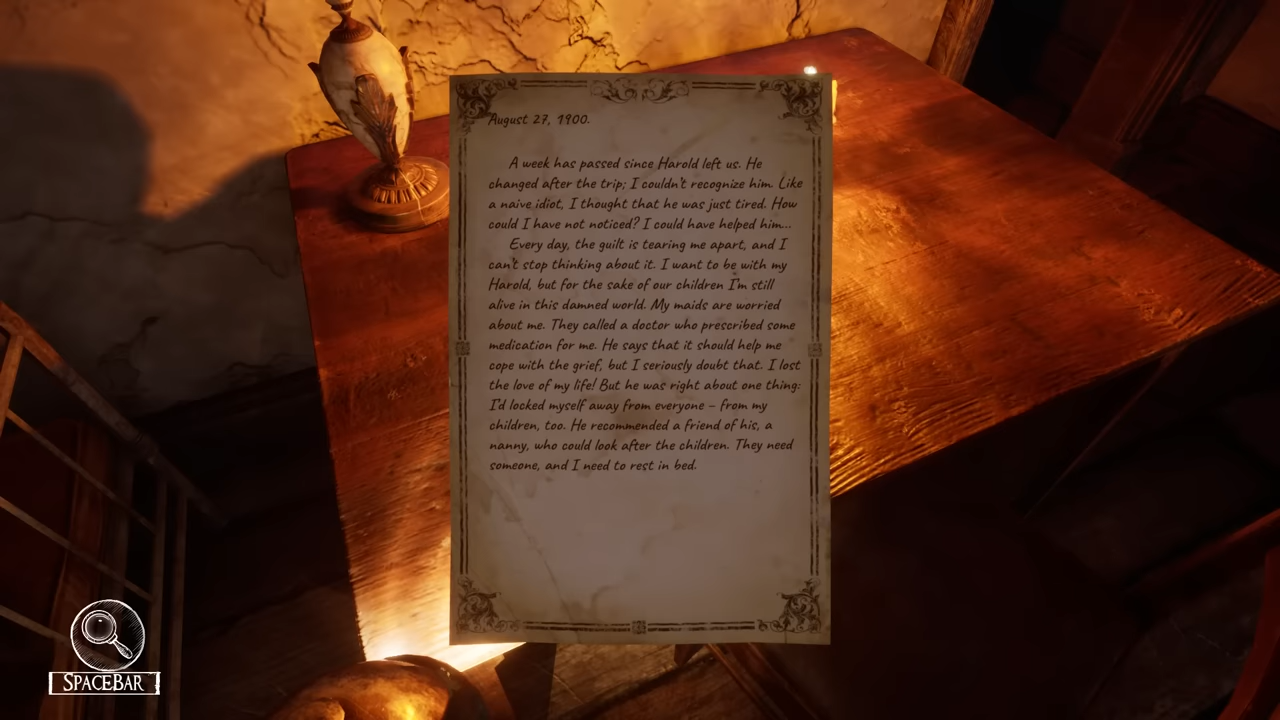 August 27, 1900.
A week has passed since Harold left us. He
changed after the trip; I couldn't recognize him. Like
a naive idiot, I thought that he was just tired. How
could I have not noticed? I could have helped him...
Every day, the guilt is tearing me apart, and I
can't stop thinking about it. I want to be with my
Harold, but for the sake of our children I'm still
alive in this damned world. My maids are worried
about me. They called a doctor who prescribed some
medication for me. He says that it should help me
cope with the grief, but I seriously doubt that. I lost
the love of my life! But he was right about one thing:
I'd locked myself away from everyone – from my
children, too. He recommended a friend of his, a
nanny, who could look after the children. They need
someone, and I need to rest in bed.
SPACEBAR